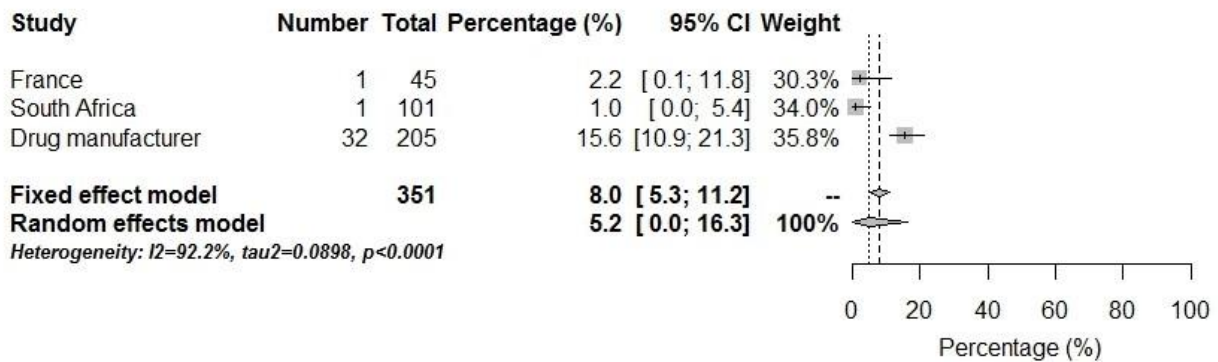 Study Number Total Percentage (%) 95% CI Weight
France 1 45 2.2 [ 0.1; 11.8] 30.3%
South Africa 1 101 1.0 [ 0.0; 5.4] 34.0%
Drug manufacturer 32 205 15.6 [10.9; 21.3] 35.8%
Fixed effect model 351 8.0 [ 5.3; 11.2] --
Random effects model 5.2 [ 0.0; 16.3] 100%
Heterogeneity: I2=92.2%, tau2=0.0898, p<0.0001
0 20 40 60 80 100
Percentage (%)